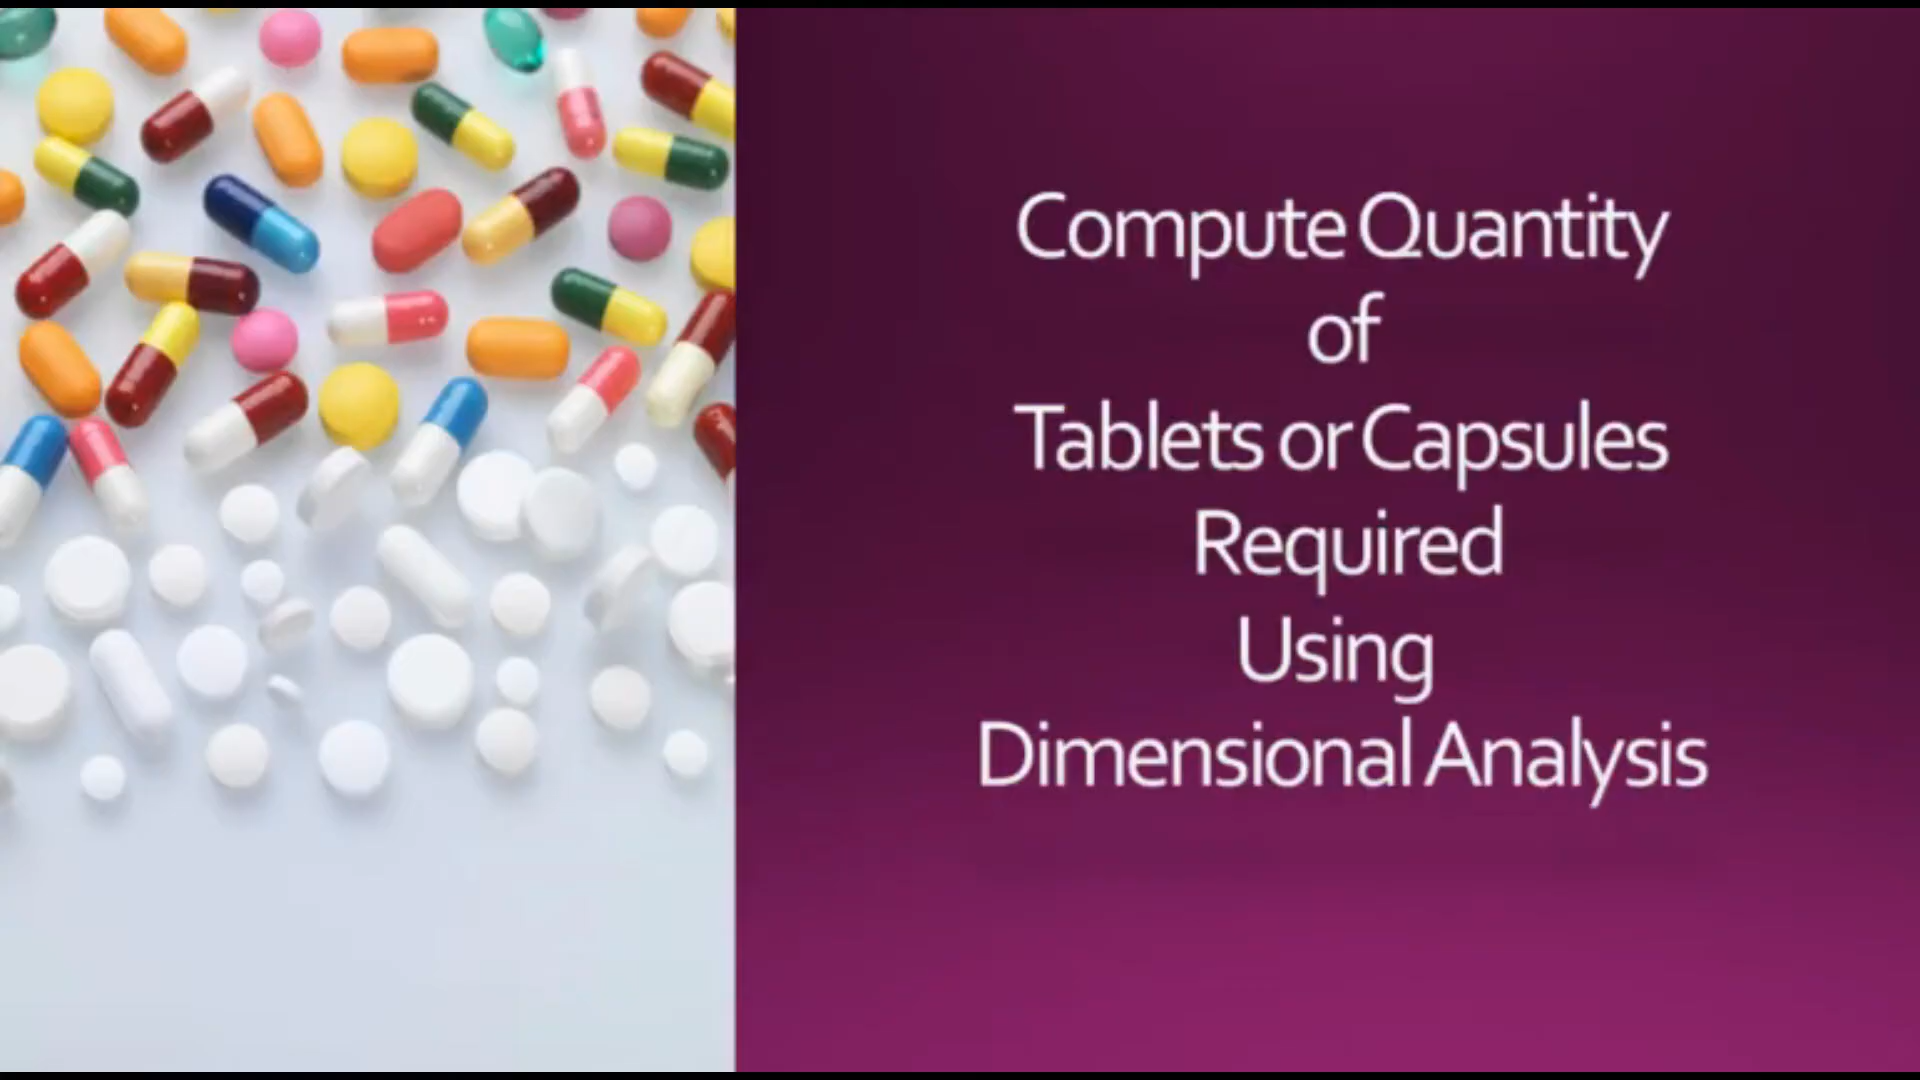 Compute Quantity
of
Tablets or Capsules
Required
Using
Dimensional Analysis